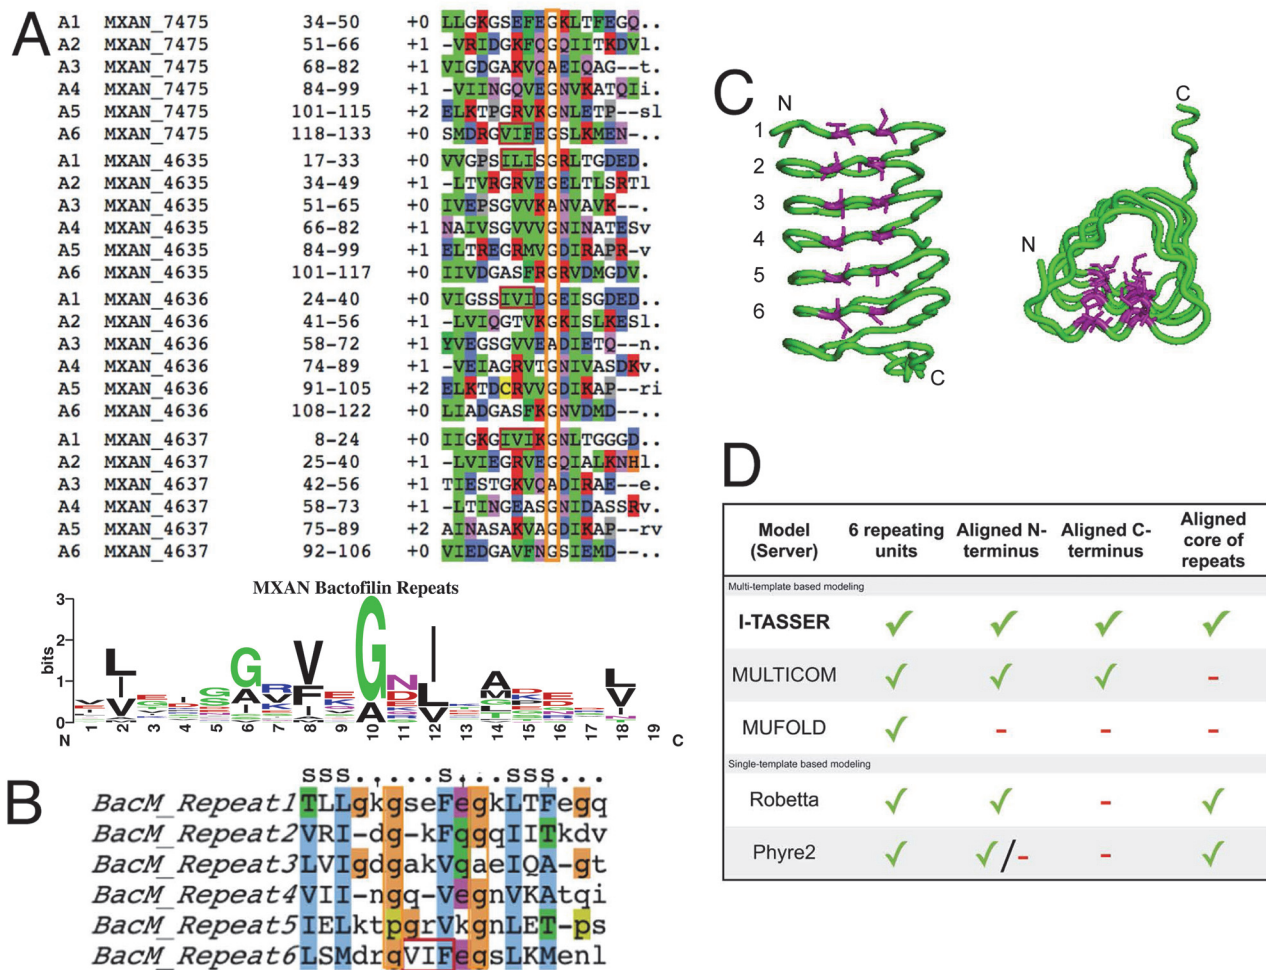 A
A1 MXAN_7475 34-50 +0 LLGKGSEFEGKLTFEGQ..
A2 MXAN_7475 51-66 +1 -VRIDGKFQGQIITKDVl.
A3 MXAN_7475 68-82 +1 VIGDGAKVQAEIQAG--t.
A4 MXAN_7475 84-99 +1 -VIINGQVEGNVKATQIi.
A5 MXAN_7475 101-115 +2 ELKTPGRVKGNLETP--sl
A6 MXAN_7475 118-133 +0 SMDRGVIFEGSLKMEN-..
A1 MXAN_4635 17-33 +0 VVGPSILISGRLTGDED.
A2 MXAN_4635 34-49 +1 -LTVRGRVEGELTLSRTl
A3 MXAN_4635 51-65 +0 IVEPSGVVKANVAVK--.
A4 MXAN_4635 66-82 +1 NAIVSGVVVGNINATESv
A5 MXAN_4635 84-99 +1 ELTREGRMVGDIRAPR-v
A6 MXAN_4635 101-117 +0 IIVDGASFRGRVDMGDV.
A1 MXAN_4636 24-40 +0 VIGSSIVIDGEISGDED..
A2 MXAN_4636 41-56 +1 -LVIQGTVKGKISLKESl.
A3 MXAN_4636 58-72 +1 YVEGSGVVEADIETQ--n.
A4 MXAN_4636 74-89 +1 -VEIAGRVTGNIVASDKv.
A5 MXAN_4636 91-105 +2 ELKTDCRVVGDIKAP--ri
A6 MXAN_4636 108-122 +0 LIADGASFKGNVDMD--..
A1 MXAN_4637 8-24 +0 IIGKGIVIKGNLTGGGD..
A2 MXAN_4637 25-40 +1 -LVIEGRVEGQIALKNHl.
A3 MXAN_4637 42-56 +1 TIESTGKVQADIRAE--e.
A4 MXAN_4637 58-73 +1 -LTINGEASGNIDASSRv.
A5 MXAN_4637 75-89 +2 AINASAKVAGDIKAP--rv
A6 MXAN_4637 92-106 +0 VIEDGAVFNGSIEMD--..
MXAN Bactofilin Repeats
bits
3
2
1
0
N 1 2 3 4 5 6 7 8 9 10 11 12 13 14 15 16 17 18 19 C
B
SSS.....S...SSS...
BacM_Repeat1 TLLgkgseFegkLTFegq
BacM_Repeat2 VRI-dg-kFqgqIITkdv
BacM_Repeat3 LVIgdgakVqaeIQA-gt
BacM_Repeat4 VII-ngq-VegnVKAtqi
BacM_Repeat5 IELktpgrVkgnLET-ps
BacM_Repeat6 LSMdrgVIFegsLKMenl
C
N
1
2
3
4
5
6
C
C
N
D
Model (Server) 6 repeating units Aligned N-terminus Aligned C-terminus Aligned core of repeats
Multi-template based modeling
I-TASSER ✓ ✓ ✓ ✓
MULTICOM ✓ ✓ ✓ -
MUFOLD ✓ - - -
Single-template based modeling
Robetta ✓ ✓ - ✓
Phyre2 ✓ ✓/- - ✓